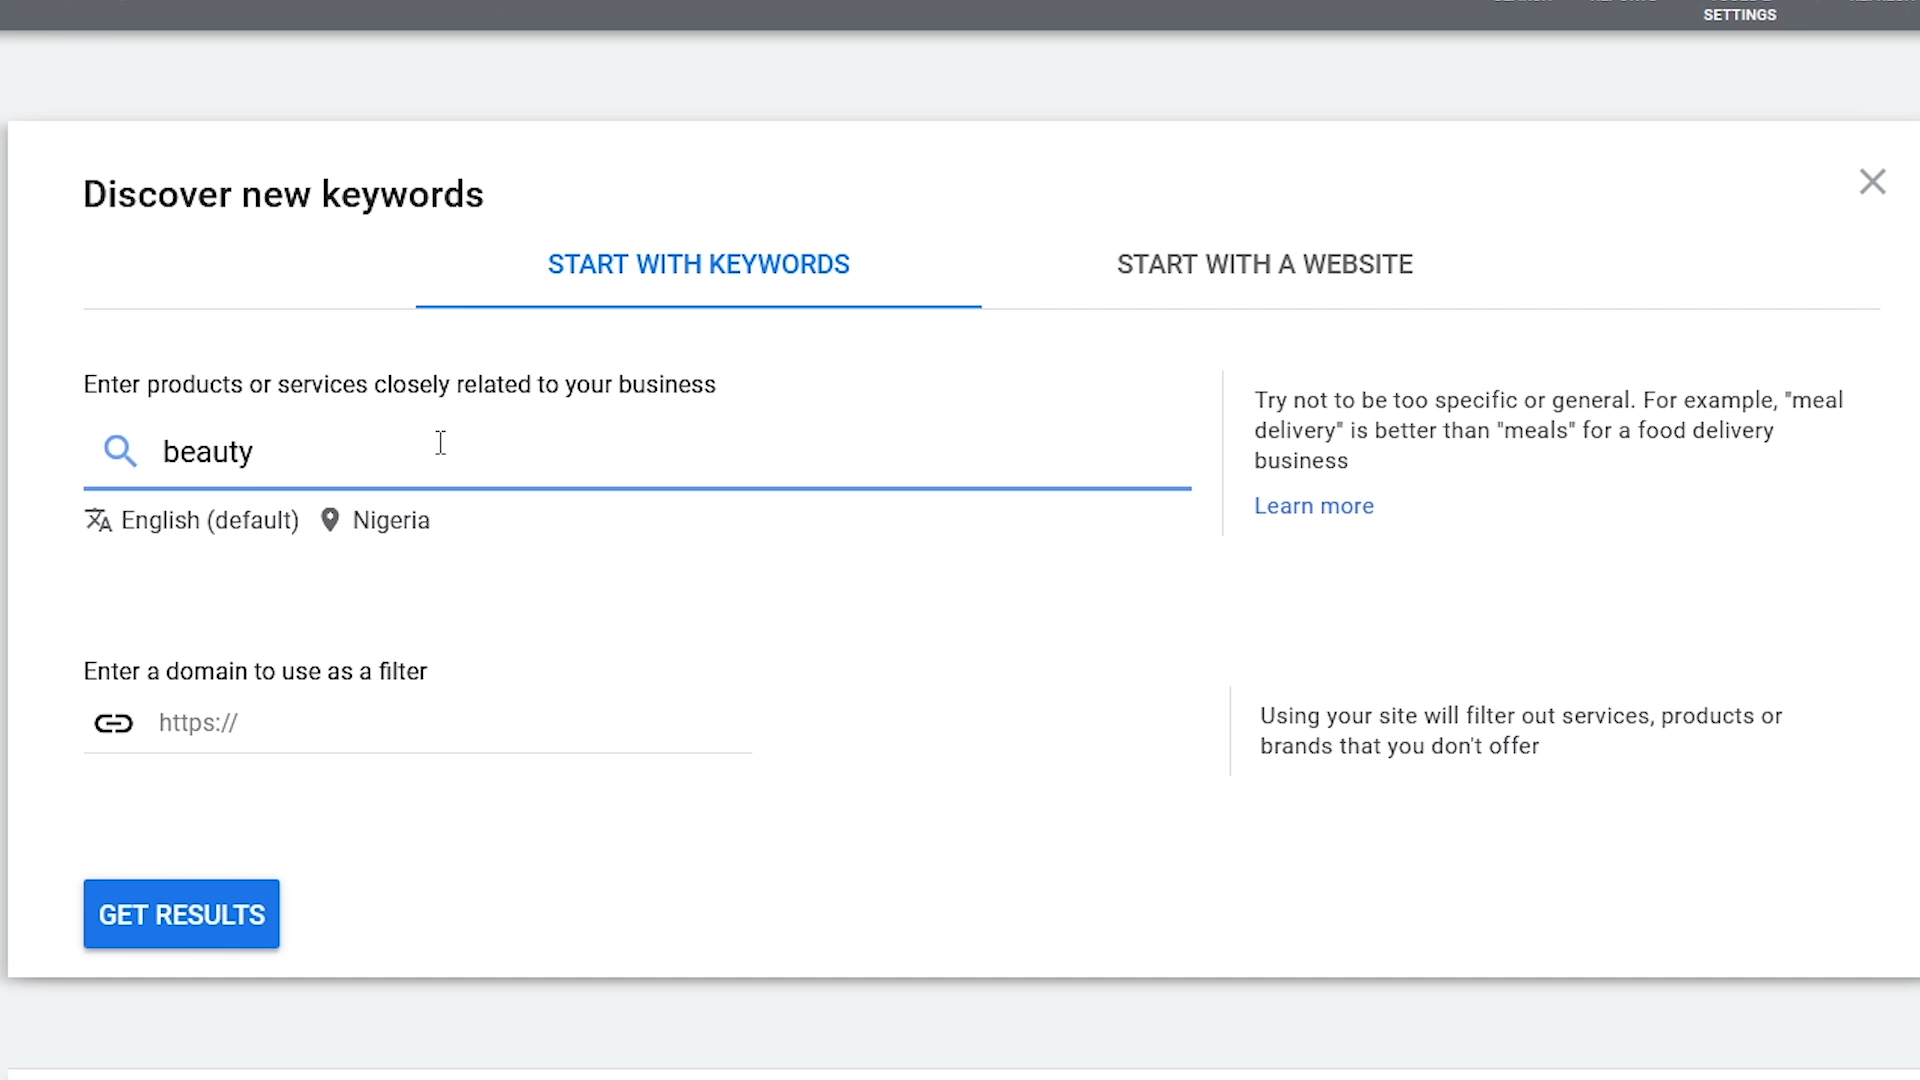 SETTINGS
Discover new keywords
START WITH KEYWORDS
START WITH A WEBSITE
Enter products or services closely related to your business
beauty
English (default) Nigeria
Try not to be too specific or general. For example, "meal
delivery" is better than "meals" for a food delivery
business
Learn more
Enter a domain to use as a filter
https://
Using your site will filter out services, products or
brands that you don't offer
GET RESULTS